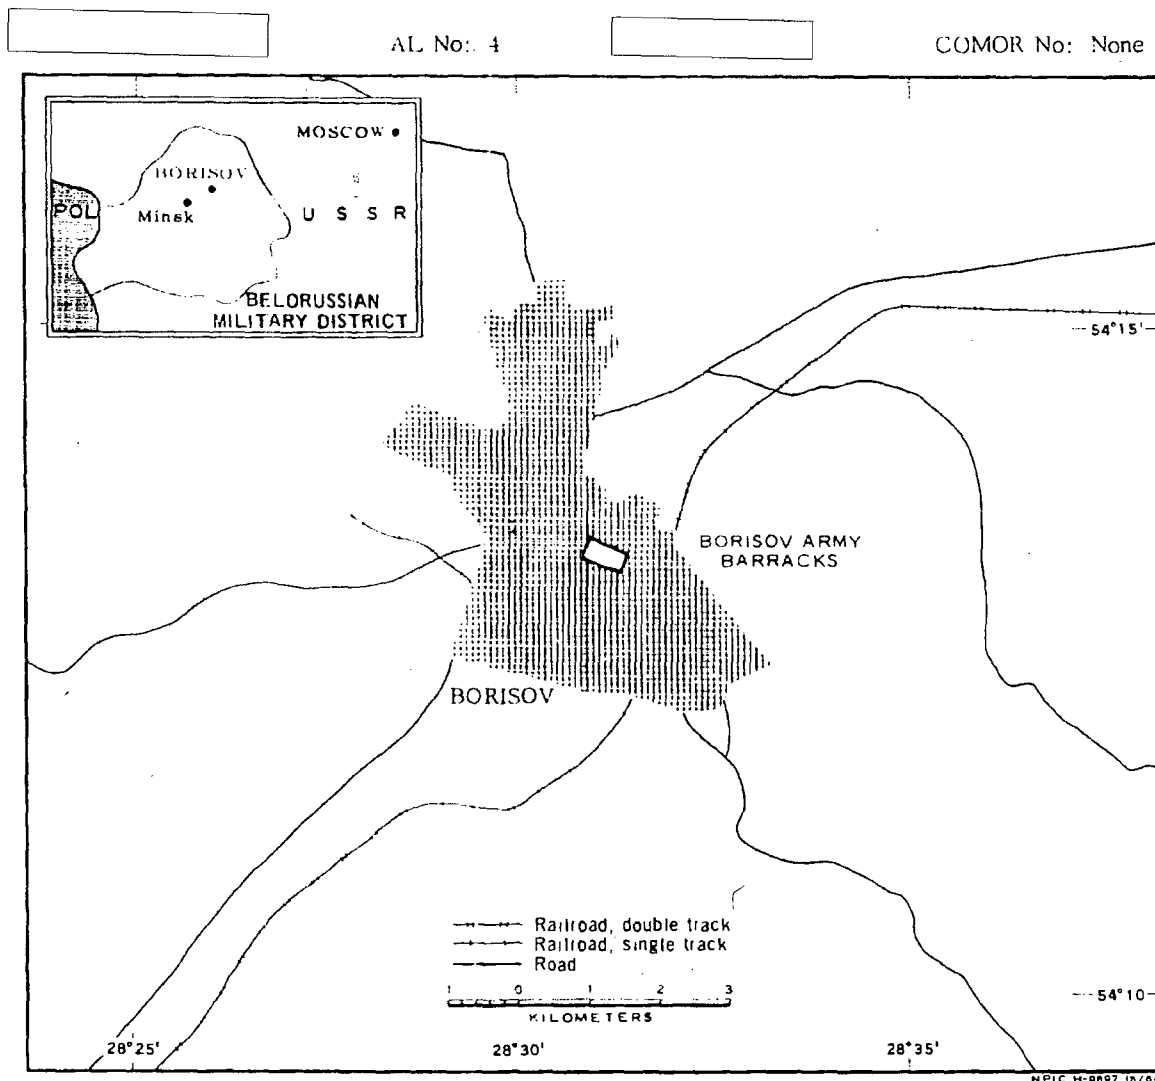 AL No: 4
COMOR No: None
MOSCOW
BORISOV
POL
Minsk
U S S R
BELORUSSIAN
MILITARY DISTRICT
54°15'
BORISOV ARMY
BARRACKS
BORISOV
Railroad, double track
Railroad, single track
Road
1 0 1 2 3
KILOMETERS
54°10
28°25'
28°30'
28°35'